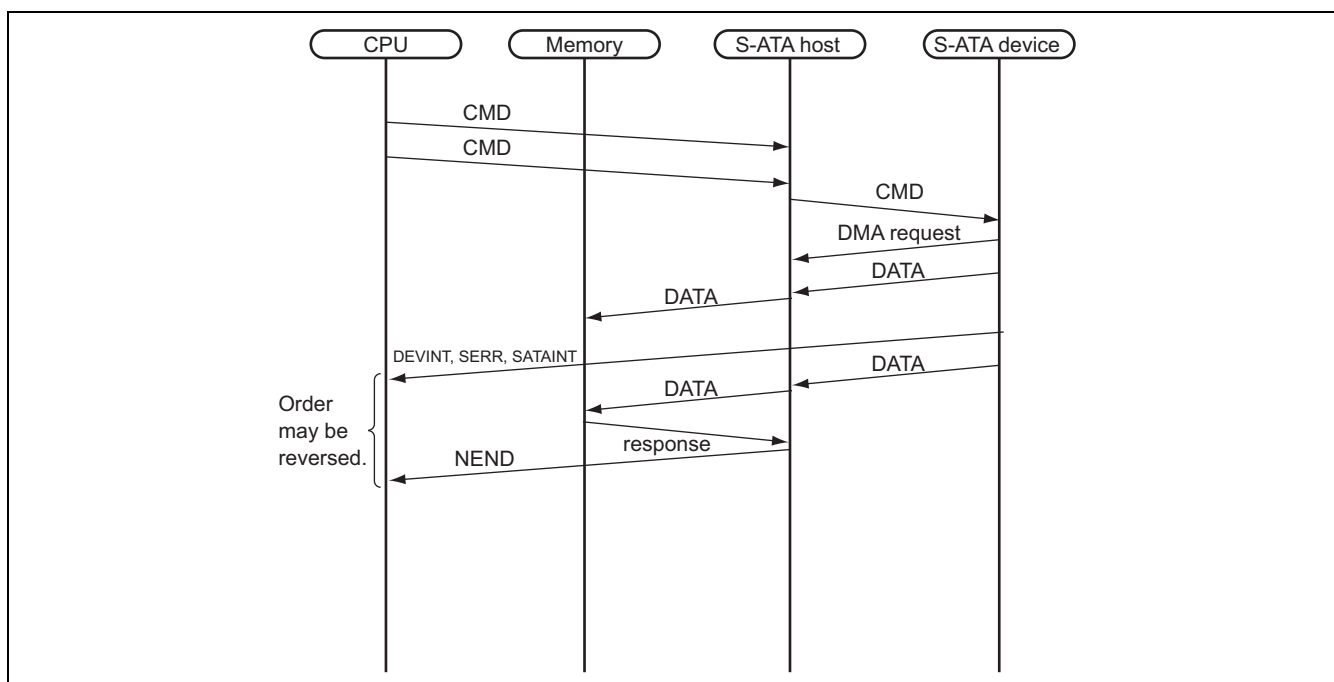 CPU
Memory
S-ATA host
S-ATA device
CMD
CMD
CMD
DMA request
DATA
DATA
DEVINT, SERR, SATAINT
DATA
DATA
Order
may be
reversed.
response
NEND